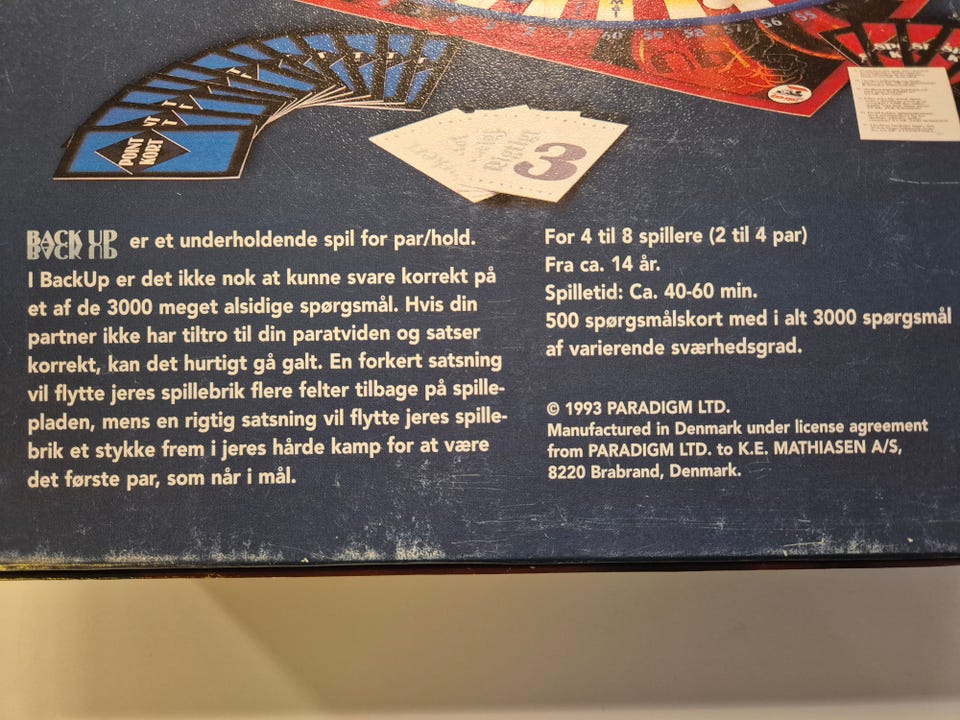 60 59 58 57 56 55
POINT
KORT
3
BACK UP er et underholdende spil for par/hold.
I BackUp er det ikke nok at kunne svare korrekt på
et af de 3000 meget alsidige spørgsmål. Hvis din
partner ikke har tiltro til din paratviden og satser
korrekt, kan det hurtigt gå galt. En forkert satsning
vil flytte jeres spillebrik flere felter tilbage på spille-
pladen, mens en rigtig satsning vil flytte jeres spille-
brik et stykke frem i jeres hårde kamp for at være
det første par, som når i mål.
For 4 til 8 spillere (2 til 4 par)
Fra ca. 14 år.
Spilletid: Ca. 40-60 min.
500 spørgsmålskort med i alt 3000 spørgsmål
af varierende sværhedsgrad.
© 1993 PARADIGM LTD.
Manufactured in Denmark under license agreement
from PARADIGM LTD. to K.E. MATHIASEN A/S,
8220 Brabrand, Denmark.